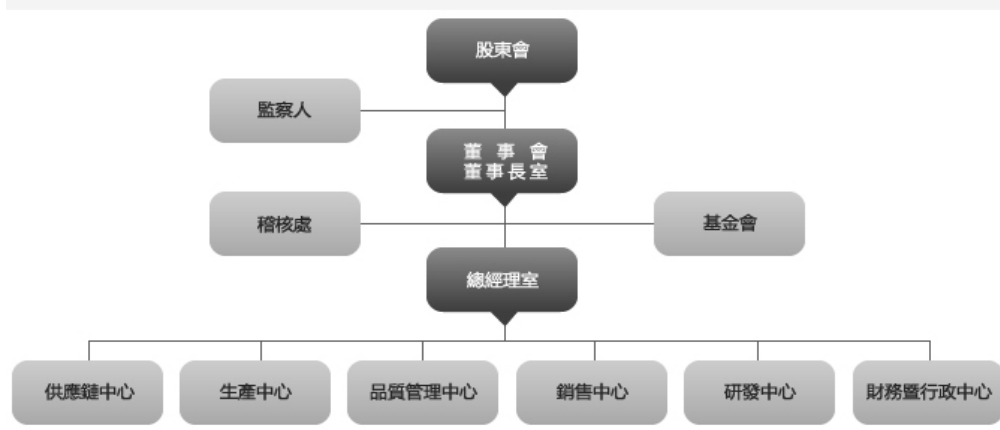 股東會
監察人
董事會
董事長室
稽核處
基金會
總經理室
供應鏈中心
生產中心
品質管理中心
銷售中心
研發中心
財務暨行政中心